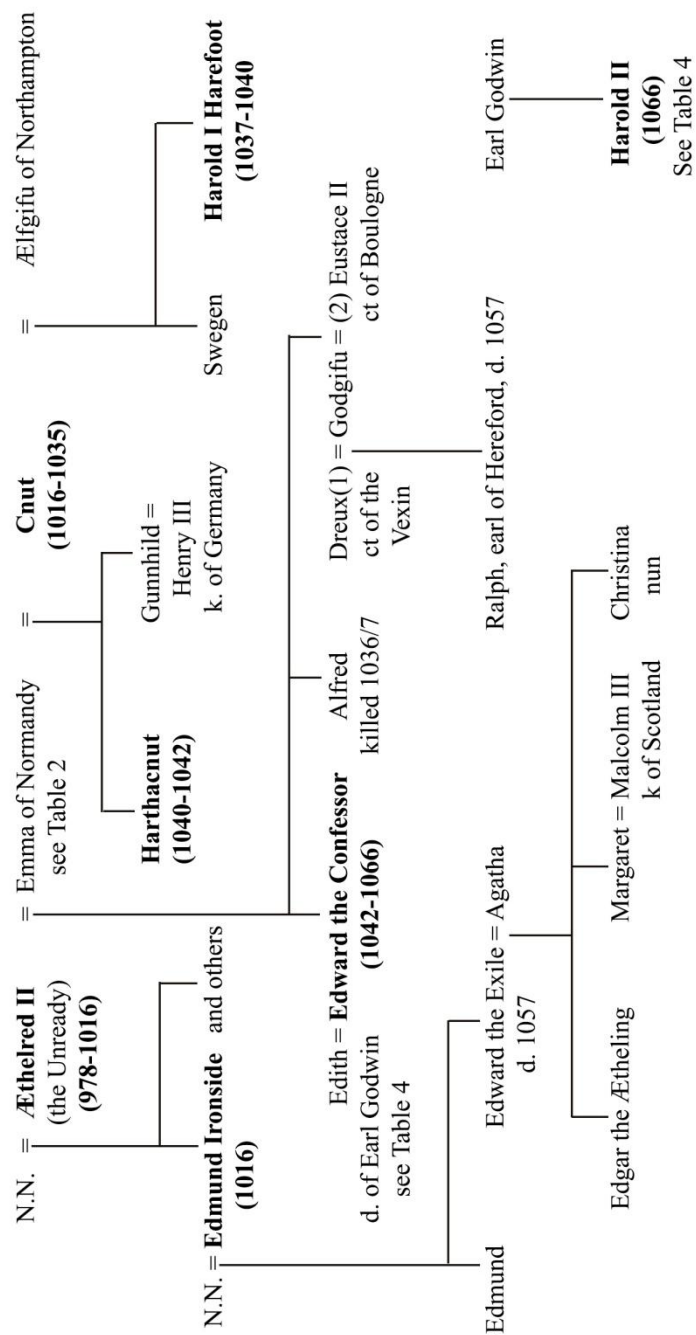 N.N. = Æthelred II = Emma of Normandy = Cnut = Ælfgifu of Northampton
(the Unready) see Table 2 (1016-1035)
(978-1016)
Harthacnut Gunnhild = Swegen Harold I Harefoot
(1040-1042) Henry III (1037-1040)
k. of Germany
N.N. = Edmund Ironside and others
(1016)
Edith = Edward the Confessor Alfred Dreux(1) = Godgifu = (2) Eustace II
d. of Earl Godwin (1042-1066) killed 1036/7 ct of the ct of Boulogne
see Table 4 Vexin
Edmund Edward the Exile = Agatha Ralph, earl of Hereford, d. 1057 Earl Godwin
d. 1057
Edgar the Ætheling Margaret = Malcolm III Christina Harold II
k of Scotland nun (1066)
See Table 4